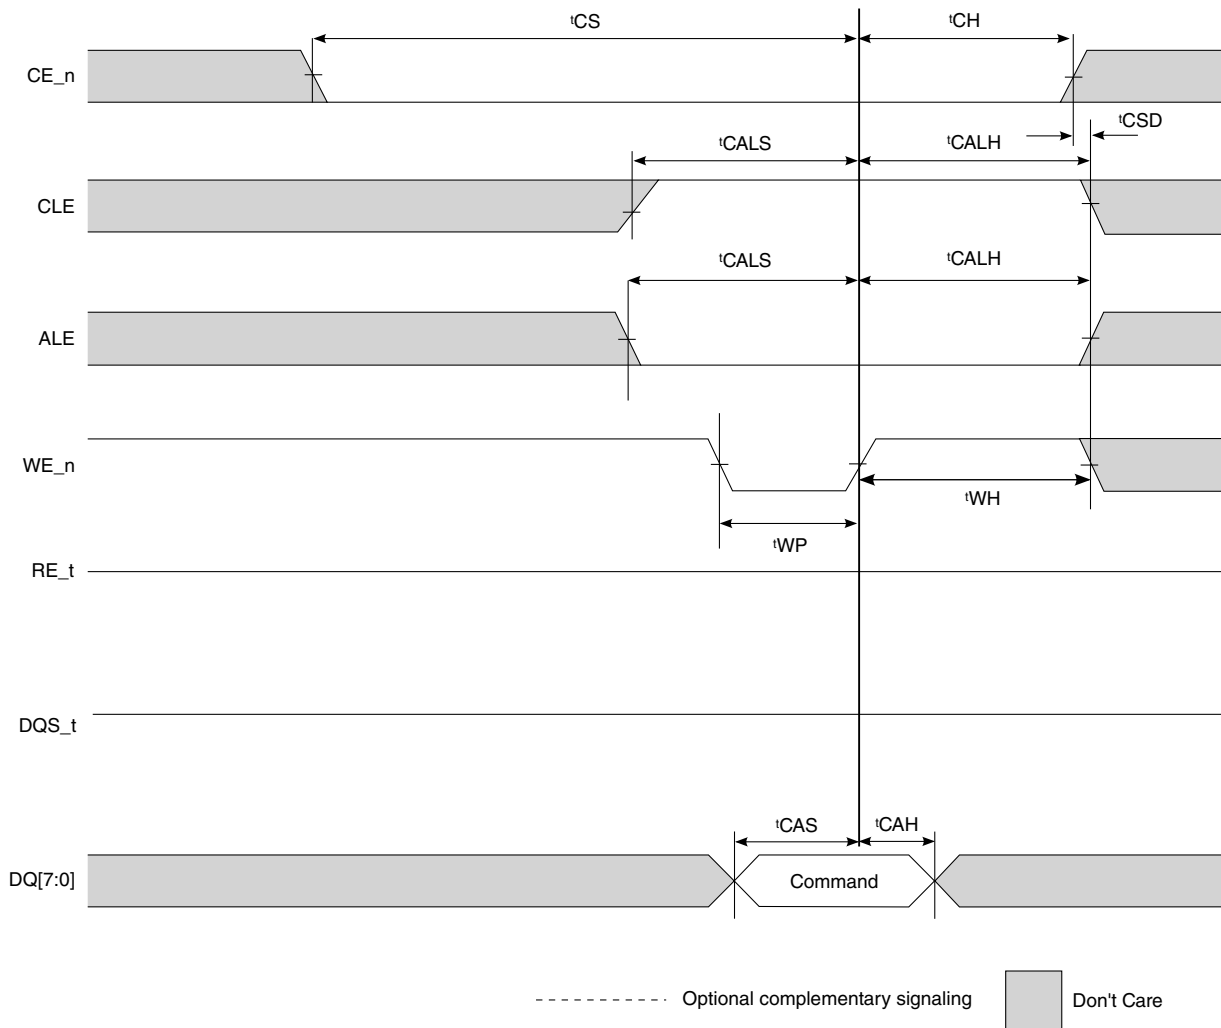 tCS
tCH
CE_n
tCSD
tCALS
tCALH
CLE
tCALS
tCALH
ALE
WE_n
tWH
tWP
RE_t
DQS_t
tCAS
tCAH
DQ[7:0]
Command
Optional complementary signaling
Don't Care